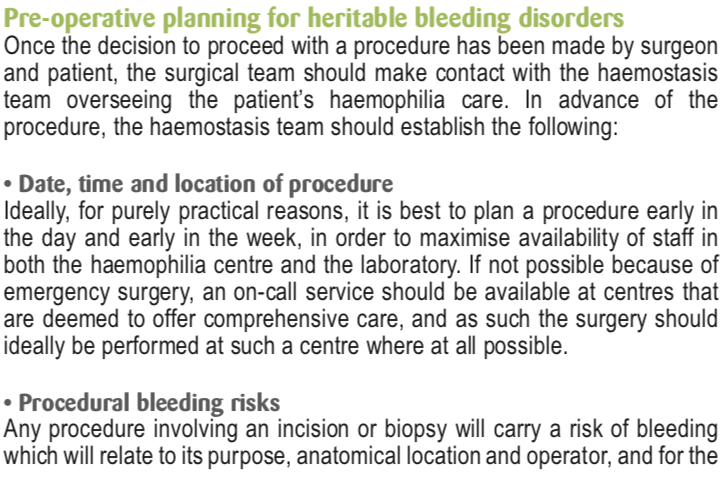 Pre-operative planning for heritable bleeding disorders
Once the decision to proceed with a procedure has been made by surgeon
and patient, the surgical team should make contact with the haemostasis
team overseeing the patient's haemophilia care. In advance of the
procedure, the haemostasis team should establish the following:
• Date, time and location of procedure
Ideally, for purely practical reasons, it is best to plan a procedure early in
the day and early in the week, in order to maximise availability of staff in
both the haemophilia centre and the laboratory. If not possible because of
emergency surgery, an on-call service should be available at centres that
are deemed to offer comprehensive care, and as such the surgery should
ideally be performed at such a centre where at all possible.
• Procedural bleeding risks
Any procedure involving an incision or biopsy will carry a risk of bleeding
which will relate to its purpose, anatomical location and operator, and for the